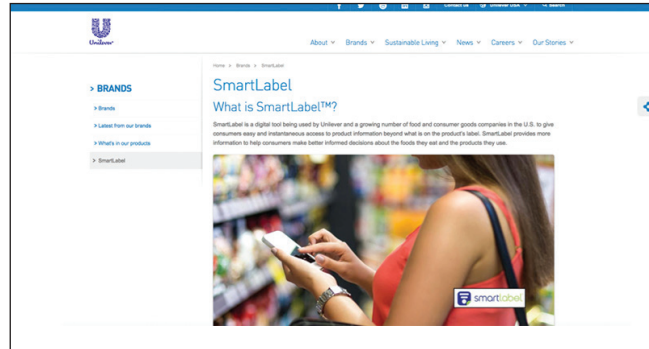 Contact us Unilever USA Search
Unilever
About Brands Sustainable Living News Careers Our Stories
Home > Brands > SmartLabel
> BRANDS
> Brands
> Latest from our brands
> What's in our products
> SmartLabel
SmartLabel
What is SmartLabel™?
SmartLabel is a digital tool being used by Unilever and a growing number of food and consumer goods companies in the U.S. to give
consumers easy and instantaneous access to product information beyond what is on the product's label. SmartLabel provides more
information to help consumers make better informed decisions about the foods they eat and the products they use.
smartlabel